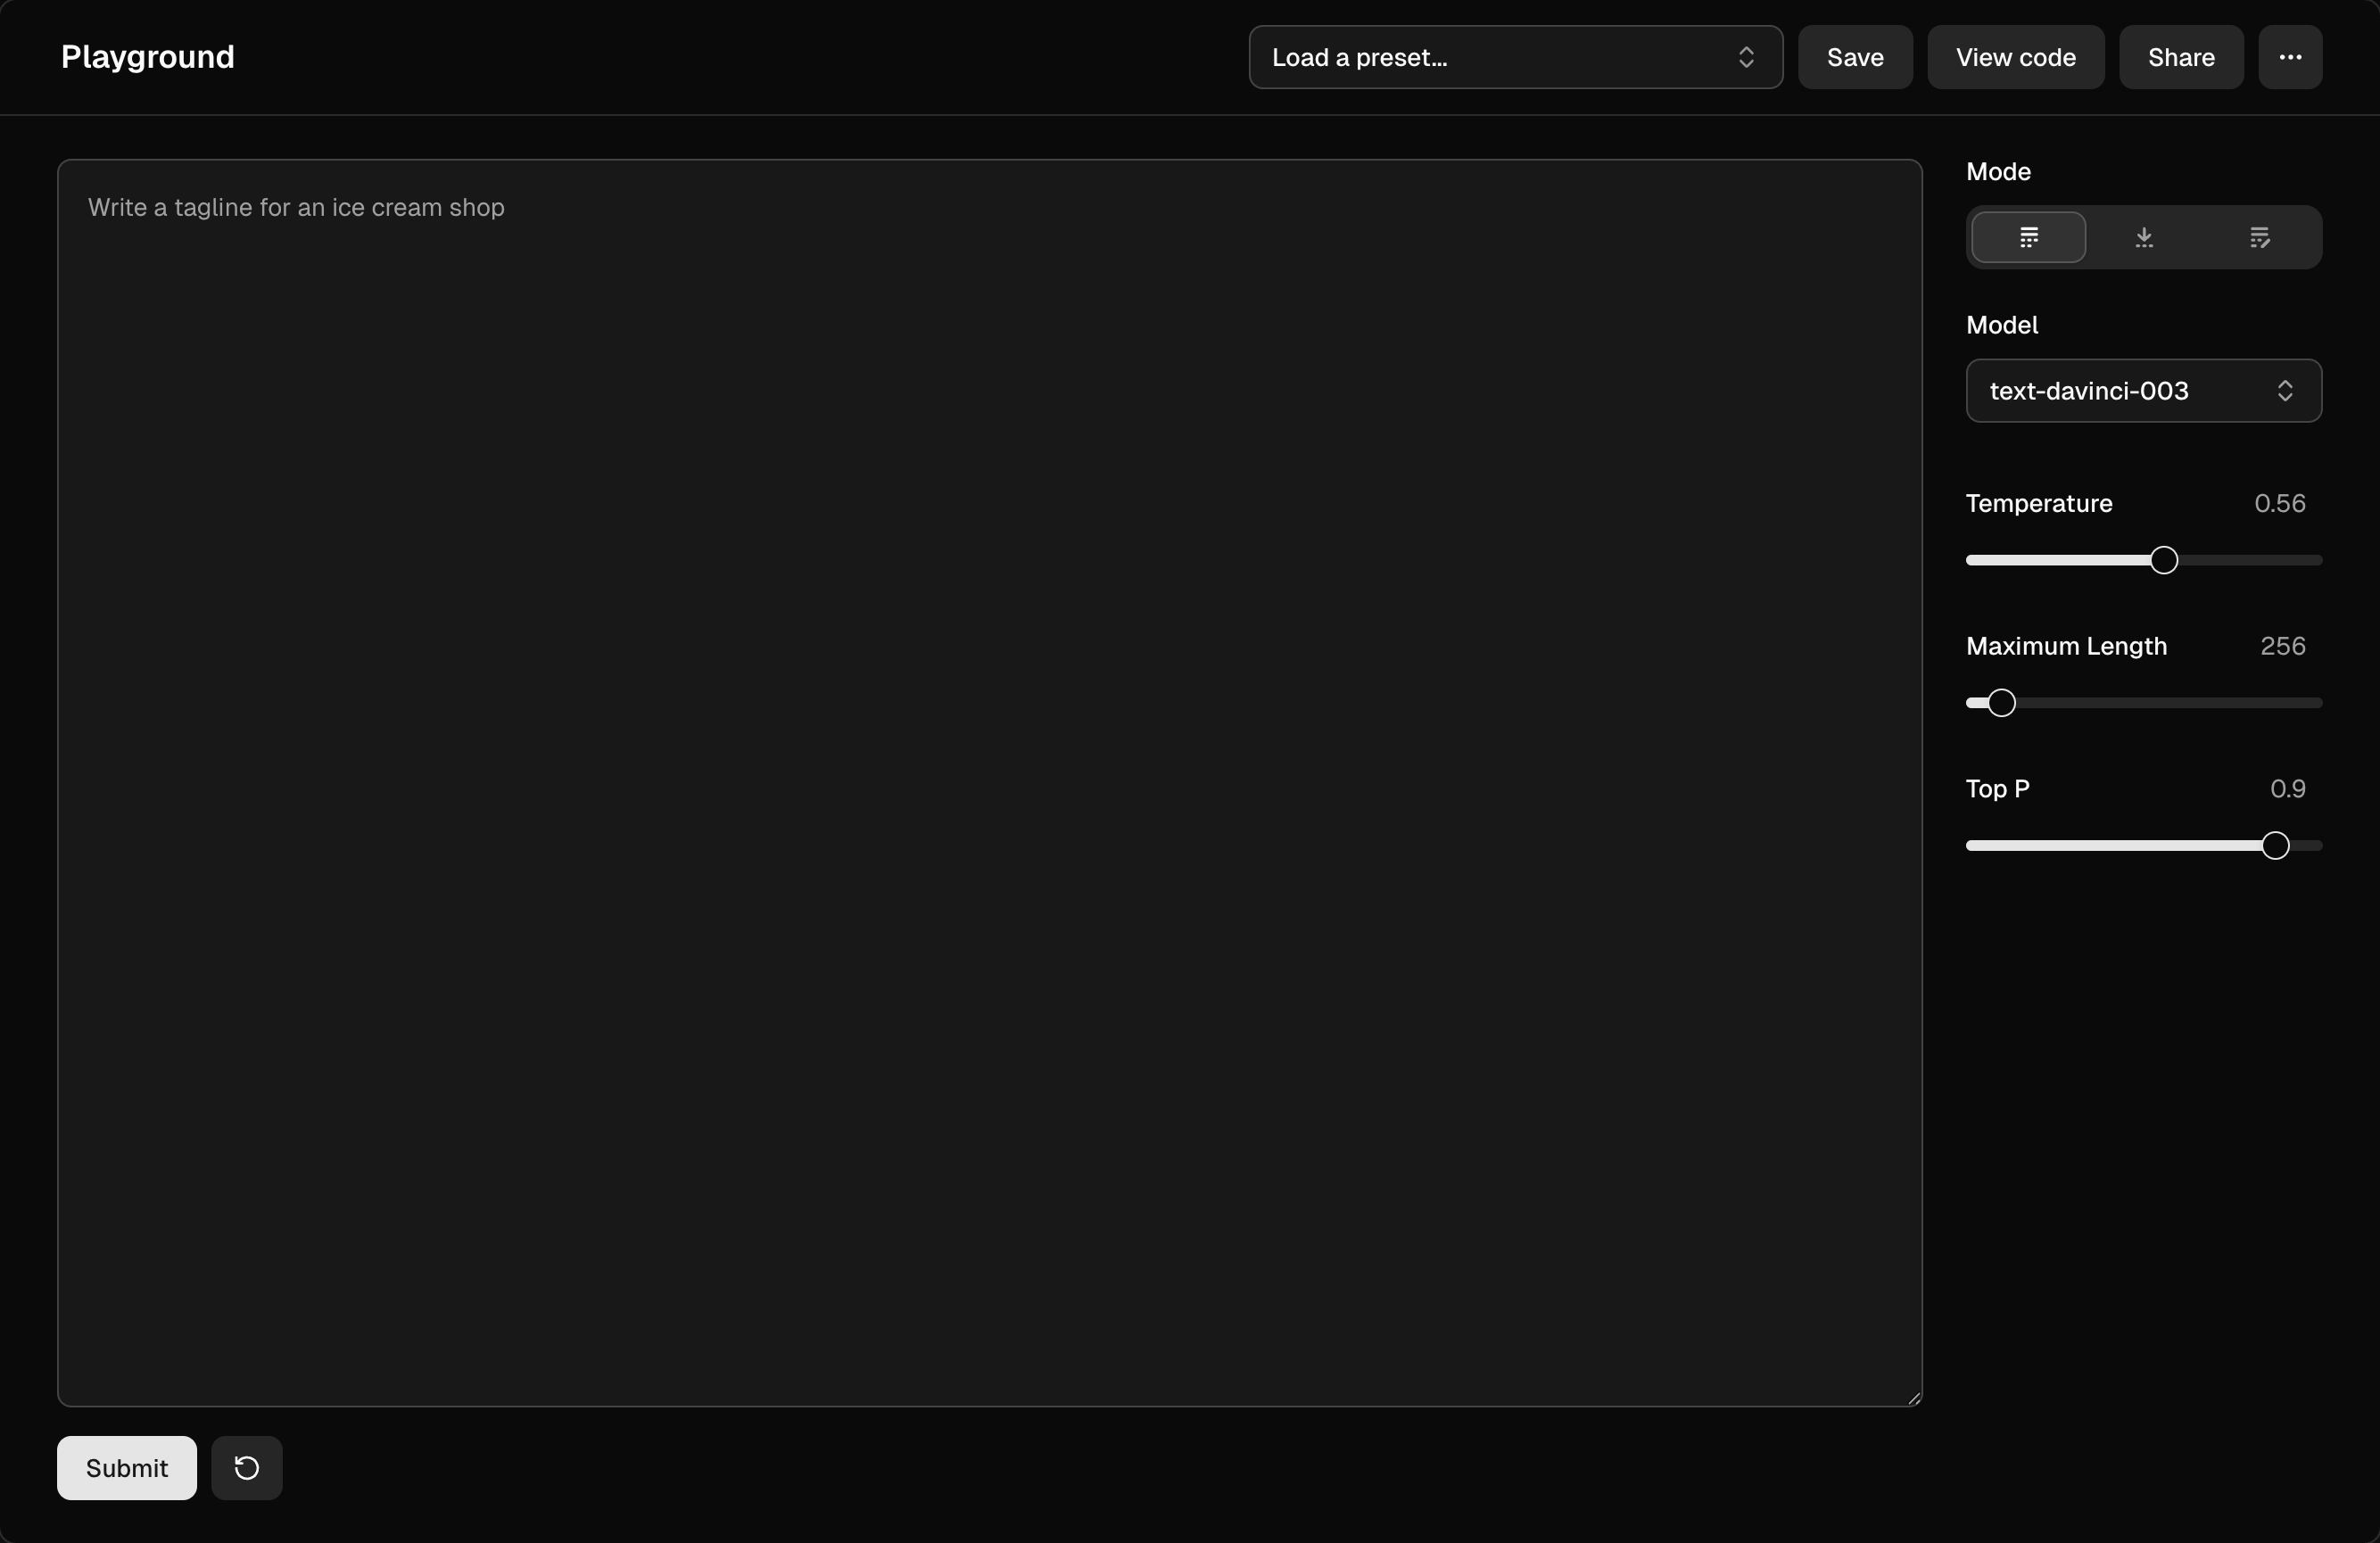 Playground
Load a preset...
Save
View code
Share
Write a tagline for an ice cream shop
Mode
Model
text-davinci-003
Temperature
0.56
Maximum Length
256
Top P
0.9
Submit